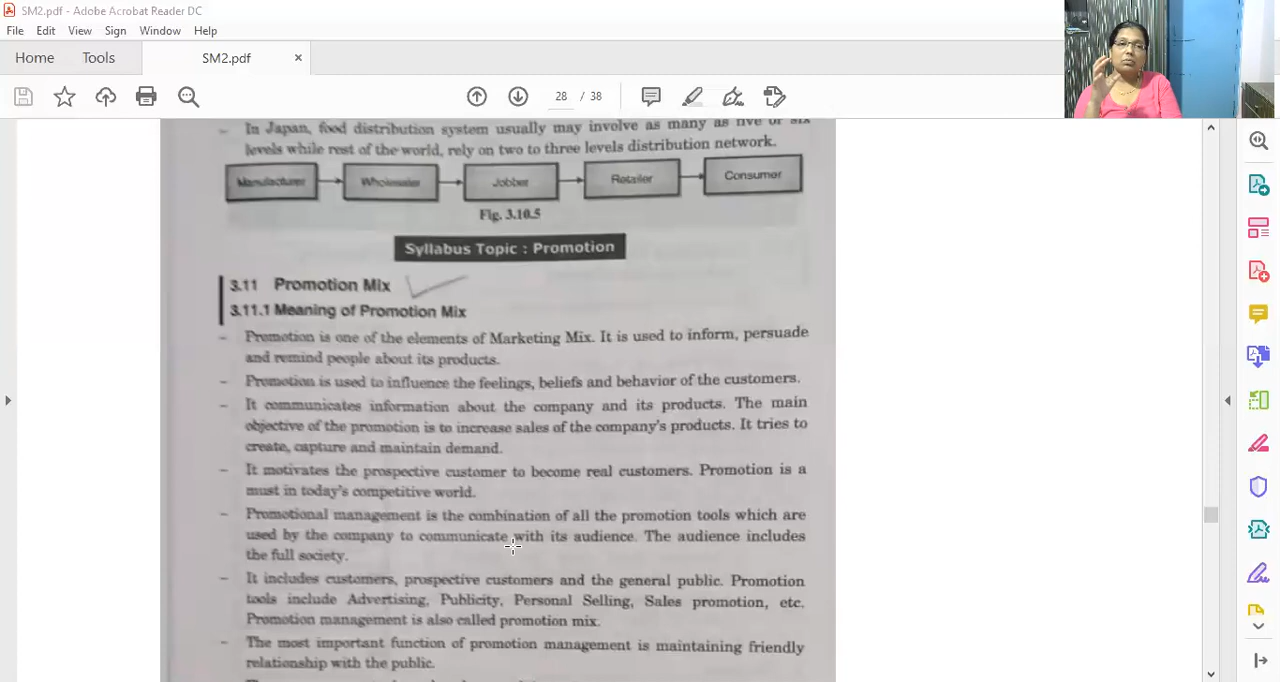 SM2.pdf - Adobe Acrobat Reader DC
File Edit View Sign Window Help
Home Tools SM2.pdf ×
28 / 38
- In Japan, food distribution system usually may involve as many as five or six
levels while rest of the world, rely on two to three levels distribution network.
Manufacturer Wholesaler Jobber Retailer Consumer
Fig. 3.10.5
Syllabus Topic : Promotion
3.11 Promotion Mix
3.11.1 Meaning of Promotion Mix
- Promotion is one of the elements of Marketing Mix. It is used to inform, persuade
and remind people about its products.
- Promotion is used to influence the feelings, beliefs and behavior of the customers.
- It communicates information about the company and its products. The main
objective of the promotion is to increase sales of the company's products. It tries to
create, capture and maintain demand.
- It motivates the prospective customer to become real customers. Promotion is a
must in today's competitive world.
- Promotional management is the combination of all the promotion tools which are
used by the company to communicate with its audience. The audience includes
the full society.
- It includes customers, prospective customers and the general public. Promotion
tools include Advertising, Publicity, Personal Selling, Sales promotion, etc.
Promotion management is also called promotion mix.
- The most important function of promotion management is maintaining friendly
relationship with the public.